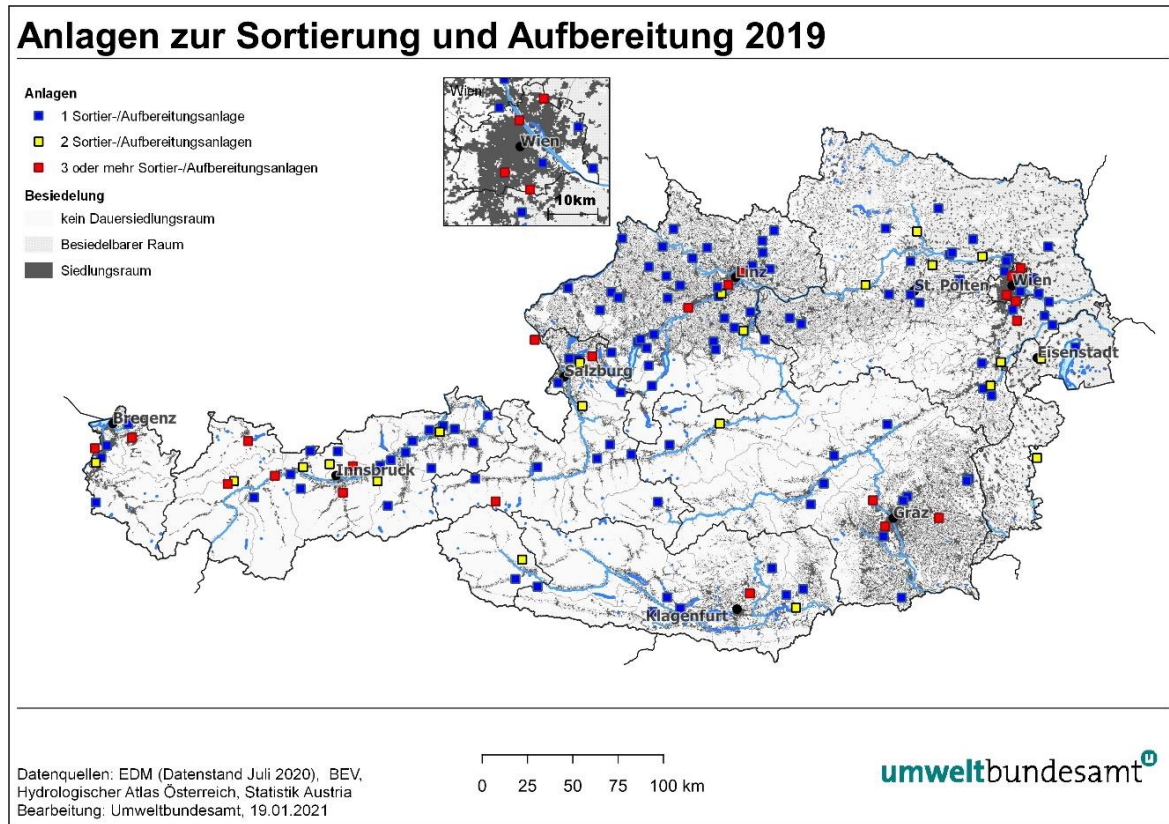 Anlagen zur Sortierung und Aufbereitung 2019
Anlagen
1 Sortier-/Aufbereitungsanlage
2 Sortier-/Aufbereitungsanlagen
3 oder mehr Sortier-/Aufbereitungsanlagen
Besiedelung
kein Dauersiedlungsraum
Besiedelbarer Raum
Siedlungsraum
Wien
Wien
10km
Linz
St. Pölten
Wien
Eisenstadt
Salzburg
Bregenz
Innsbruck
Graz
Klagenfurt
Datenquellen: EDM (Datenstand Juli 2020), BEV,
Hydrologischer Atlas Österreich, Statistik Austria
Bearbeitung: Umweltbundesamt, 19.01.2021
0 25 50 75 100 km
umweltbundesamt u